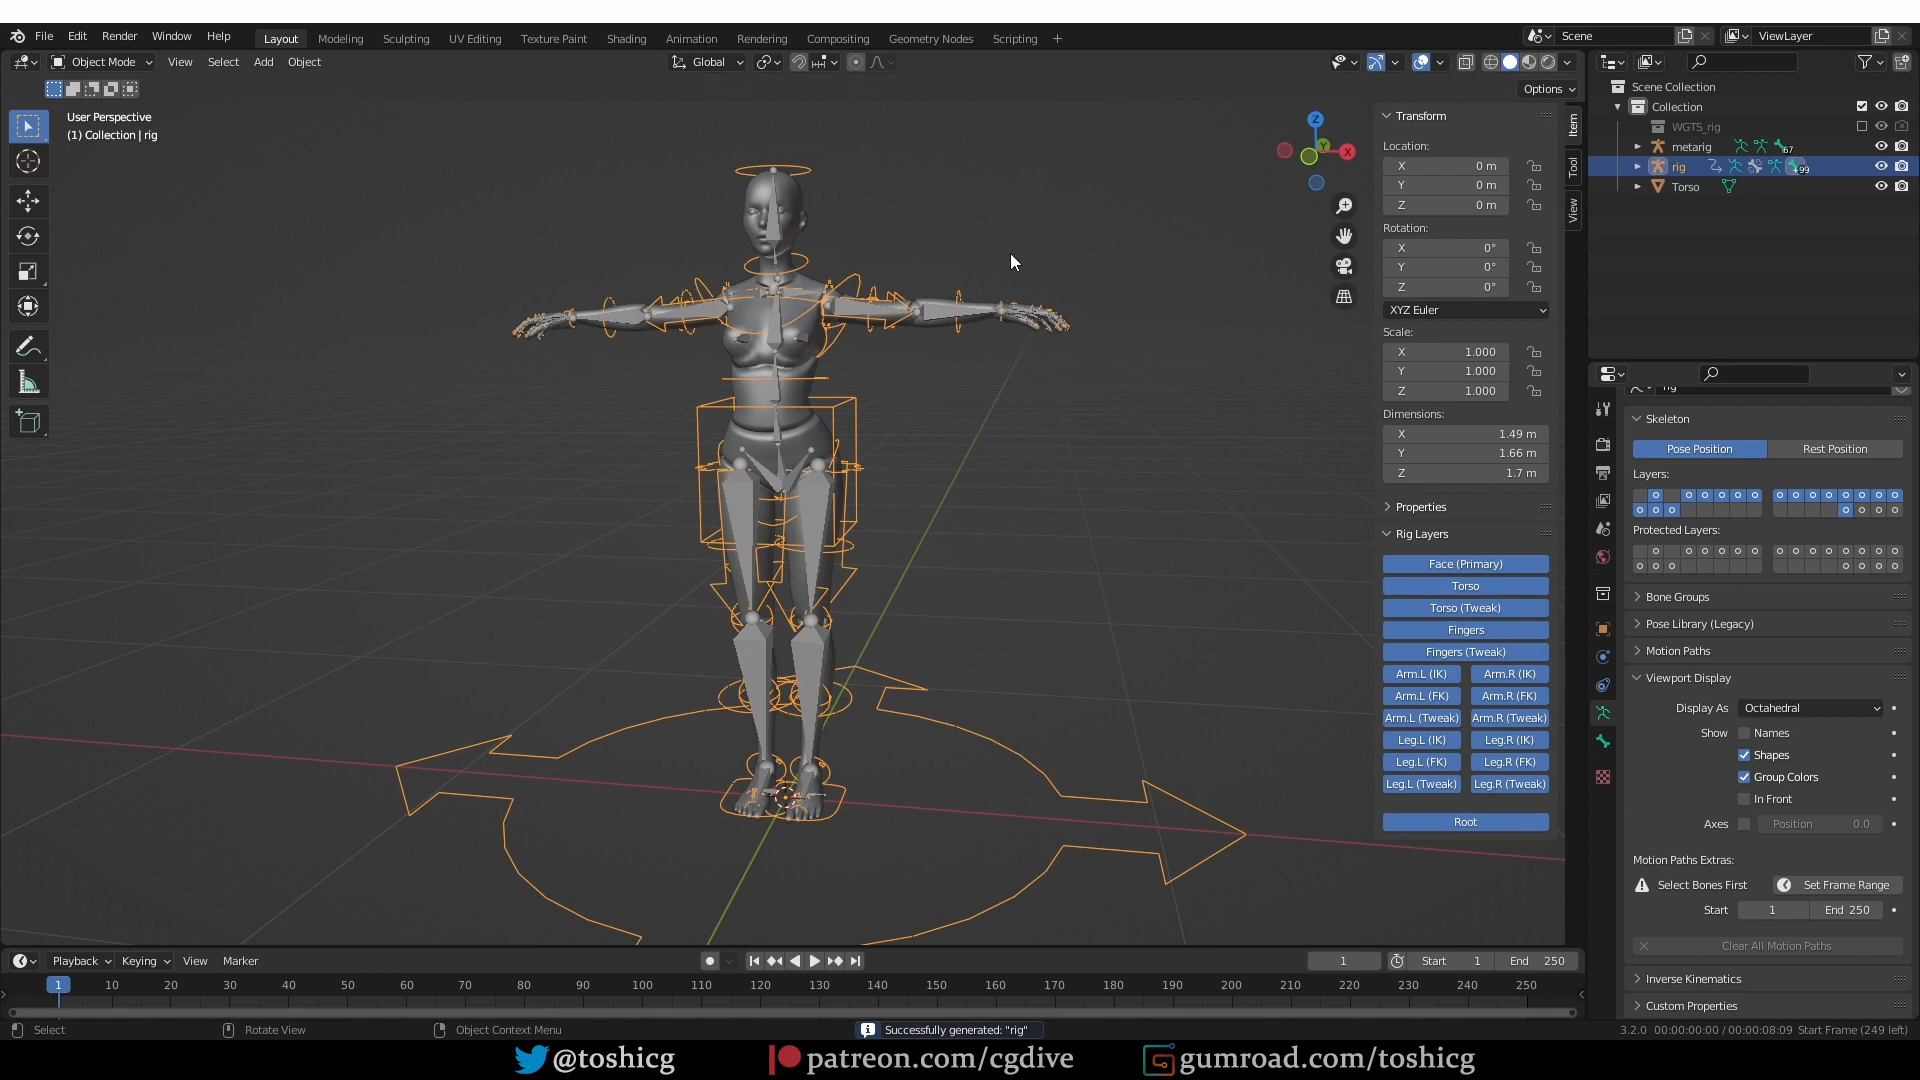 File Edit Render Window Help Layout Modeling Sculpting UV Editing Texture Paint Shading Animation Rendering Compositing Geometry Nodes Scripting + Scene ViewLayer
Object Mode View Select Add Object Global
Options
User Perspective
(1) Collection | rig
Z
Y
X
Item
Tool
View
Transform
Location:
X 0 m
Y 0 m
Z 0 m
Rotation:
X 0°
Y 0°
Z 0°
XYZ Euler
Scale:
X 1.000
Y 1.000
Z 1.000
Dimensions:
X 1.49 m
Y 1.66 m
Z 1.7 m
Properties
Rig Layers
Face (Primary)
Torso
Torso (Tweak)
Fingers
Fingers (Tweak)
Arm.L (IK) Arm.R (IK)
Arm.L (FK) Arm.R (FK)
Arm.L (Tweak) Arm.R (Tweak)
Leg.L (IK) Leg.R (IK)
Leg.L (FK) Leg.R (FK)
Leg.L (Tweak) Leg.R (Tweak)
Root
Scene Collection
Collection
WGTS_rig
metarig 67
rig +99
Torso
Skeleton
Pose Position Rest Position
Layers:
Protected Layers:
Bone Groups
Pose Library (Legacy)
Motion Paths
Viewport Display
Display As Octahedral
Show Names
Shapes
Group Colors
In Front
Axes Position 0.0
Motion Paths Extras:
Select Bones First Set Frame Range
Start 1 End 250
Clear All Motion Paths
Inverse Kinematics
Custom Properties
Playback Keying View Marker 1 Start 1 End 250
1 10 20 30 40 50 60 70 80 90 100 110 120 130 140 150 160 170 180 190 200 210 220 230 240 250
Select Rotate View Object Context Menu Successfully generated: "rig" 3.2.0 00:00:00:00 / 00:00:08:09 Start Frame (249 left)
@toshicg patreon.com/cgdive gumroad.com/toshicg